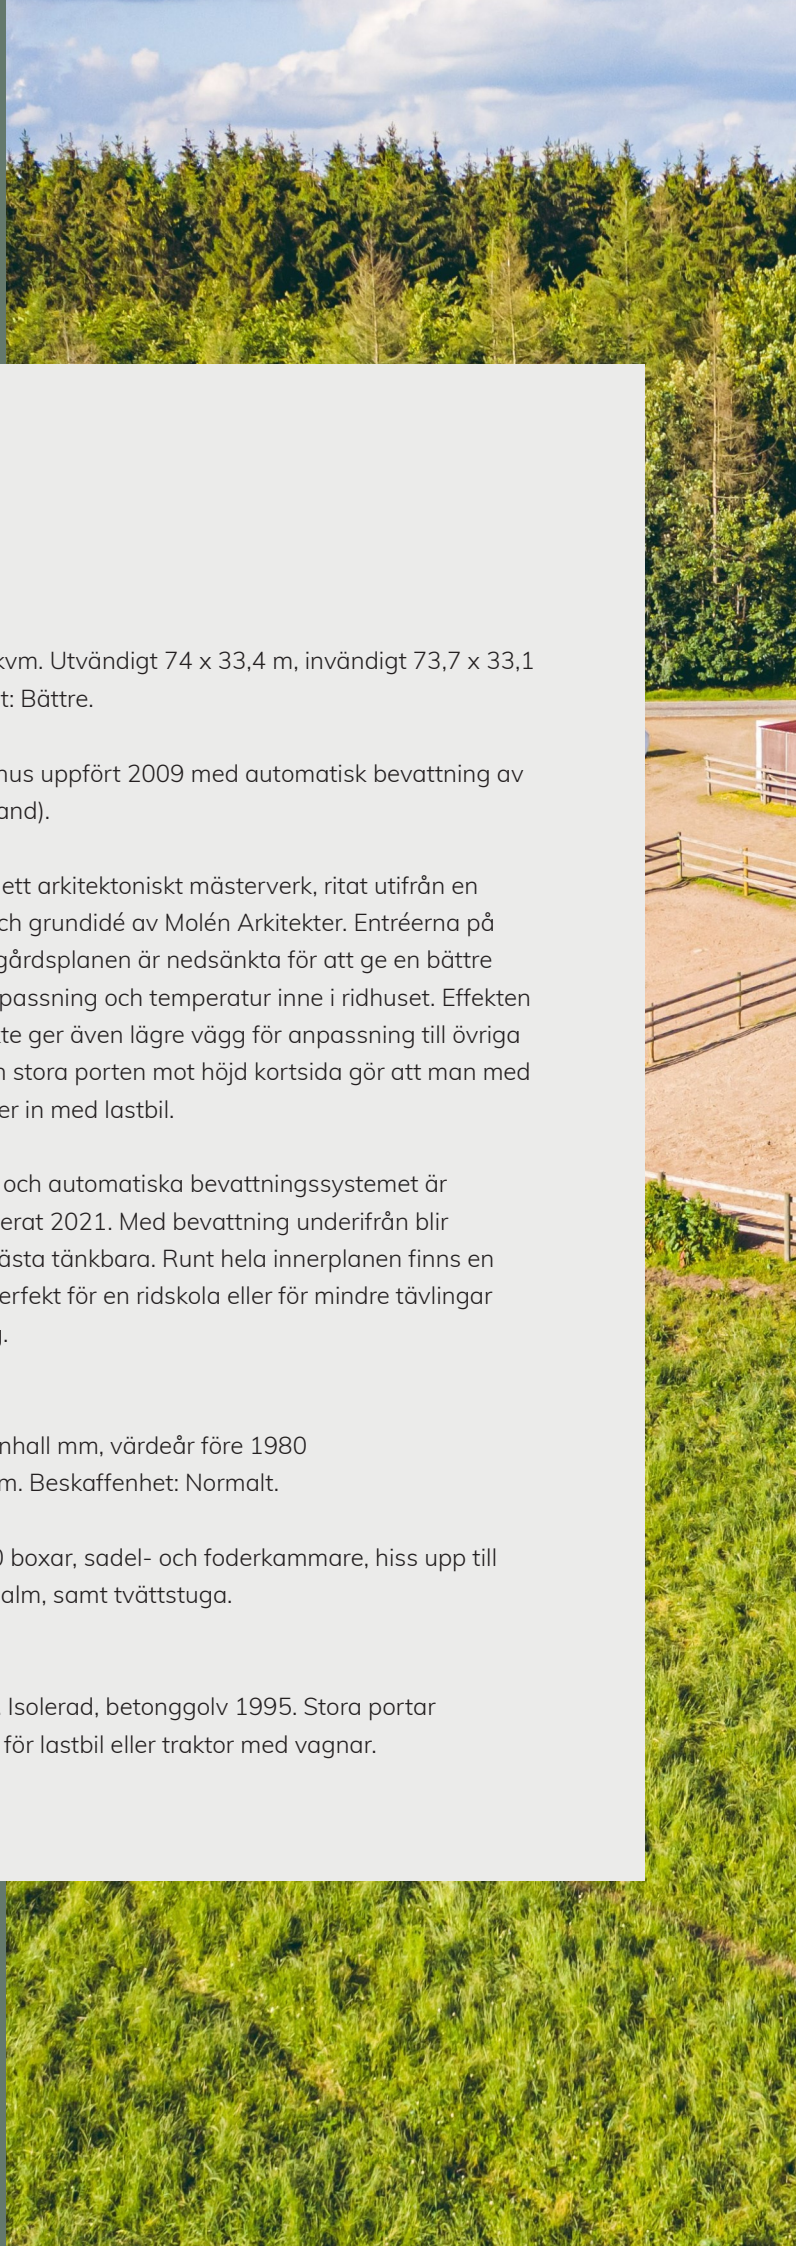 kvm. Utvändigt 74 x 33,4 m, invändigt 73,7 x 33,1
t: Bättre.
hus uppfört 2009 med automatisk bevattning av
and).
ett arkitektoniskt mästerverk, ritat utifrån en
ch grundidé av Molén Arkitekter. Entréerna på
gårdsplanen är nedsänkta för att ge en bättre
passning och temperatur inne i ridhuset. Effekten
te ger även lägre vägg för anpassning till övriga
n stora porten mot höjd kortsida gör att man med
er in med lastbil.
och automatiska bevattningssystemet är
erat 2021. Med bevattning underifrån blir
ästa tänkbara. Runt hela innerplanen finns en
erfekt för en ridskola eller för mindre tävlingar
g.
nhall mm, värdeår före 1980
m. Beskaffenhet: Normalt.
0 boxar, sadel- och foderkammare, hiss upp till
alm, samt tvättstuga.
. Isolerad, betonggolv 1995. Stora portar
för lastbil eller traktor med vagnar.